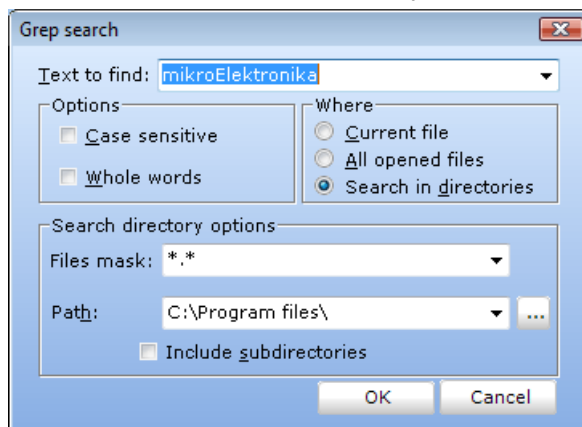 Grep search
Text to find: mikroElektronika
Options
Case sensitive
Whole words
Where
Current file
All opened files
Search in directories
Search directory options
Files mask: *.*
Path: C:\Program files\ ...
Include subdirectories
OK Cancel